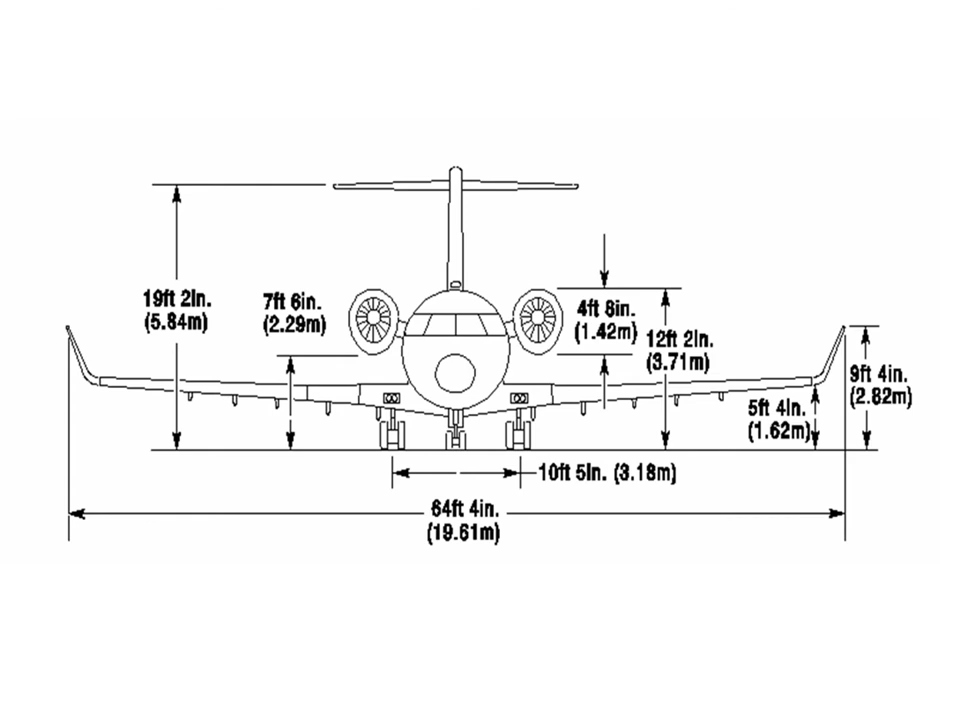 19ft 2in.
(5.84m)
7ft 6in.
(2.29m)
4ft 8in.
(1.42m)
12ft 2in.
(3.71m)
9ft 4in.
(2.82m)
5ft 4in.
(1.62m)
10ft 5in. (3.18m)
64ft 4in.
(19.61m)